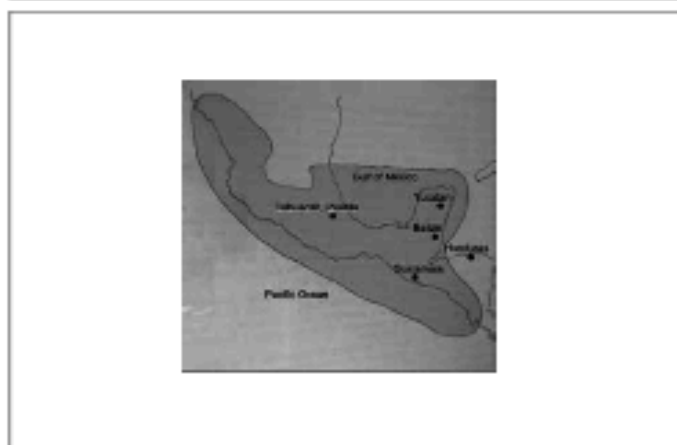 Gulf of Mexico
Yucatan
Belize
Honduras
Guatemala
Pacific Ocean